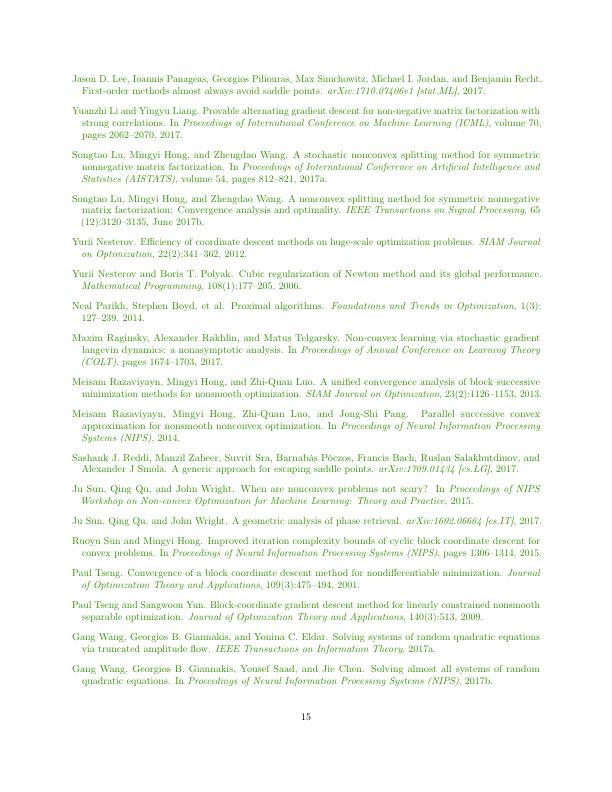 Jason D. Lee, Ioannis Panageas, Georgios Piliouras, Max Simchowitz, Michael I. Jordan, and Benjamin Recht.
First-order methods almost always avoid saddle points. arXiv:1710.07406v1 [stat.ML], 2017.
Yuanzhi Li and Yingyu Liang. Provable alternating gradient descent for non-negative matrix factorization with
strong correlations. In Proceedings of International Conference on Machine Learning (ICML), volume 70,
pages 2062–2070, 2017.
Songtao Lu, Mingyi Hong, and Zhengdao Wang. A stochastic nonconvex splitting method for symmetric
nonnegative matrix factorization. In Proceedings of International Conference on Artificial Intelligence and
Statistics (AISTATS), volume 54, pages 812–821, 2017a.
Songtao Lu, Mingyi Hong, and Zhengdao Wang. A nonconvex splitting method for symmetric nonnegative
matrix factorization: Convergence analysis and optimality. IEEE Transactions on Signal Processing, 65
(12):3120–3135, June 2017b.
Yurii Nesterov. Efficiency of coordinate descent methods on huge-scale optimization problems. SIAM Journal
on Optimization, 22(2):341–362, 2012.
Yurii Nesterov and Boris T. Polyak. Cubic regularization of Newton method and its global performance.
Mathematical Programming, 108(1):177–205, 2006.
Neal Parikh, Stephen Boyd, et al. Proximal algorithms. Foundations and Trends in Optimization, 1(3):
127–239, 2014.
Maxim Raginsky, Alexander Rakhlin, and Matus Telgarsky. Non-convex learning via stochastic gradient
langevin dynamics: a nonasymptotic analysis. In Proceedings of Annual Conference on Learning Theory
(COLT), pages 1674–1703, 2017.
Meisam Razaviyayn, Mingyi Hong, and Zhi-Quan Luo. A unified convergence analysis of block successive
minimization methods for nonsmooth optimization. SIAM Journal on Optimization, 23(2):1126–1153, 2013.
Meisam Razaviyayn, Mingyi Hong, Zhi-Quan Luo, and Jong-Shi Pang. Parallel successive convex
approximation for nonsmooth nonconvex optimization. In Proceedings of Neural Information Processing
Systems (NIPS), 2014.
Sashank J. Reddi, Manzil Zaheer, Suvrit Sra, Barnabás Póczos, Francis Bach, Ruslan Salakhutdinov, and
Alexander J Smola. A generic approach for escaping saddle points. arXiv:1709.01434 [cs.LG], 2017.
Ju Sun, Qing Qu, and John Wright. When are nonconvex problems not scary? In Proceedings of NIPS
Workshop on Non-convex Optimization for Machine Learning: Theory and Practice, 2015.
Ju Sun, Qing Qu, and John Wright. A geometric analysis of phase retrieval. arXiv:1602.06664 [cs.IT], 2017.
Ruoyu Sun and Mingyi Hong. Improved iteration complexity bounds of cyclic block coordinate descent for
convex problems. In Proceedings of Neural Information Processing Systems (NIPS), pages 1306–1314, 2015.
Paul Tseng. Convergence of a block coordinate descent method for nondifferentiable minimization. Journal
of Optimization Theory and Applications, 109(3):475–494, 2001.
Paul Tseng and Sangwoon Yun. Block-coordinate gradient descent method for linearly constrained nonsmooth
separable optimization. Journal of Optimization Theory and Applications, 140(3):513, 2009.
Gang Wang, Georgios B. Giannakis, and Yonina C. Eldar. Solving systems of random quadratic equations
via truncated amplitude flow. IEEE Transactions on Information Theory, 2017a.
Gang Wang, Georgios B. Giannakis, Yousef Saad, and Jie Chen. Solving almost all systems of random
quadratic equations. In Proceedings of Neural Information Processing Systems (NIPS), 2017b.
15